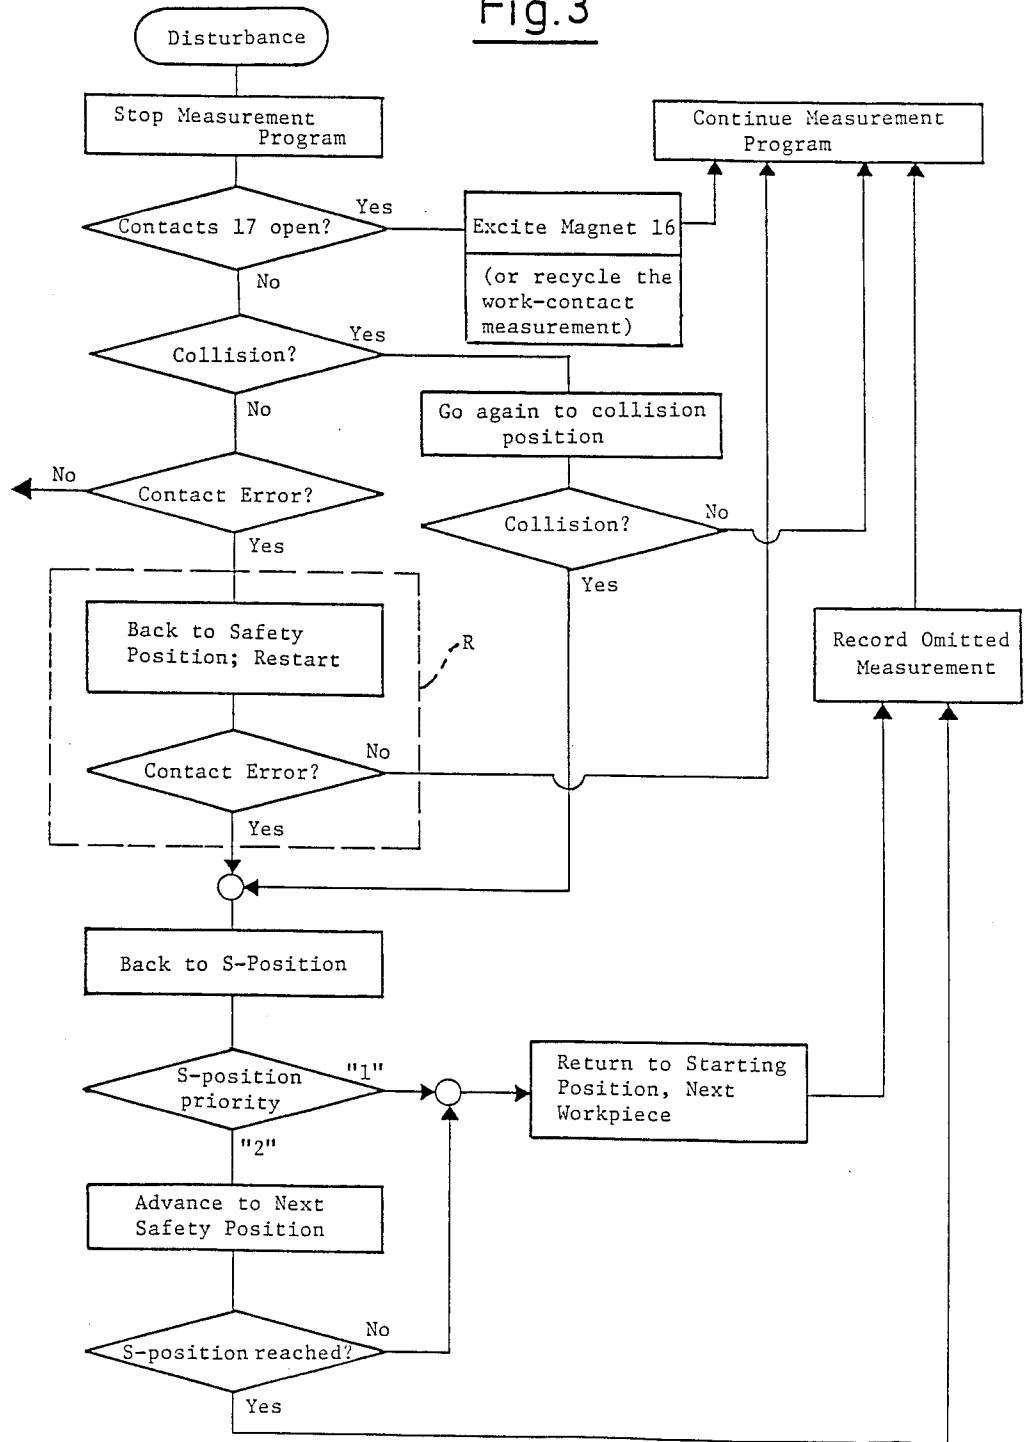 Fig.3
Disturbance
Stop Measurement
Program
Continue Measurement
Program
Contacts 17 open?
Yes
No
Excite Magnet 16
(or recycle the
work-contact
measurement)
Collision?
Yes
No
Go again to collision
position
Contact Error?
No
Yes
Collision?
No
Yes
Back to Safety
Position; Restart
R
Record Omitted
Measurement
Contact Error?
No
Yes
Back to S-Position
S-position
priority
"1"
"2"
Return to Starting
Position, Next
Workpiece
Advance to Next
Safety Position
S-position reached?
No
Yes